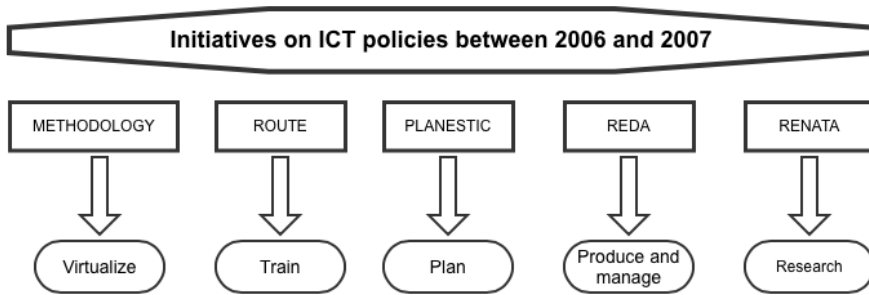 Initiatives on ICT policies between 2006 and 2007
METHODOLOGY
ROUTE
PLANESTIC
REDA
RENATA
Virtualize
Train
Plan
Produce and
manage
Research